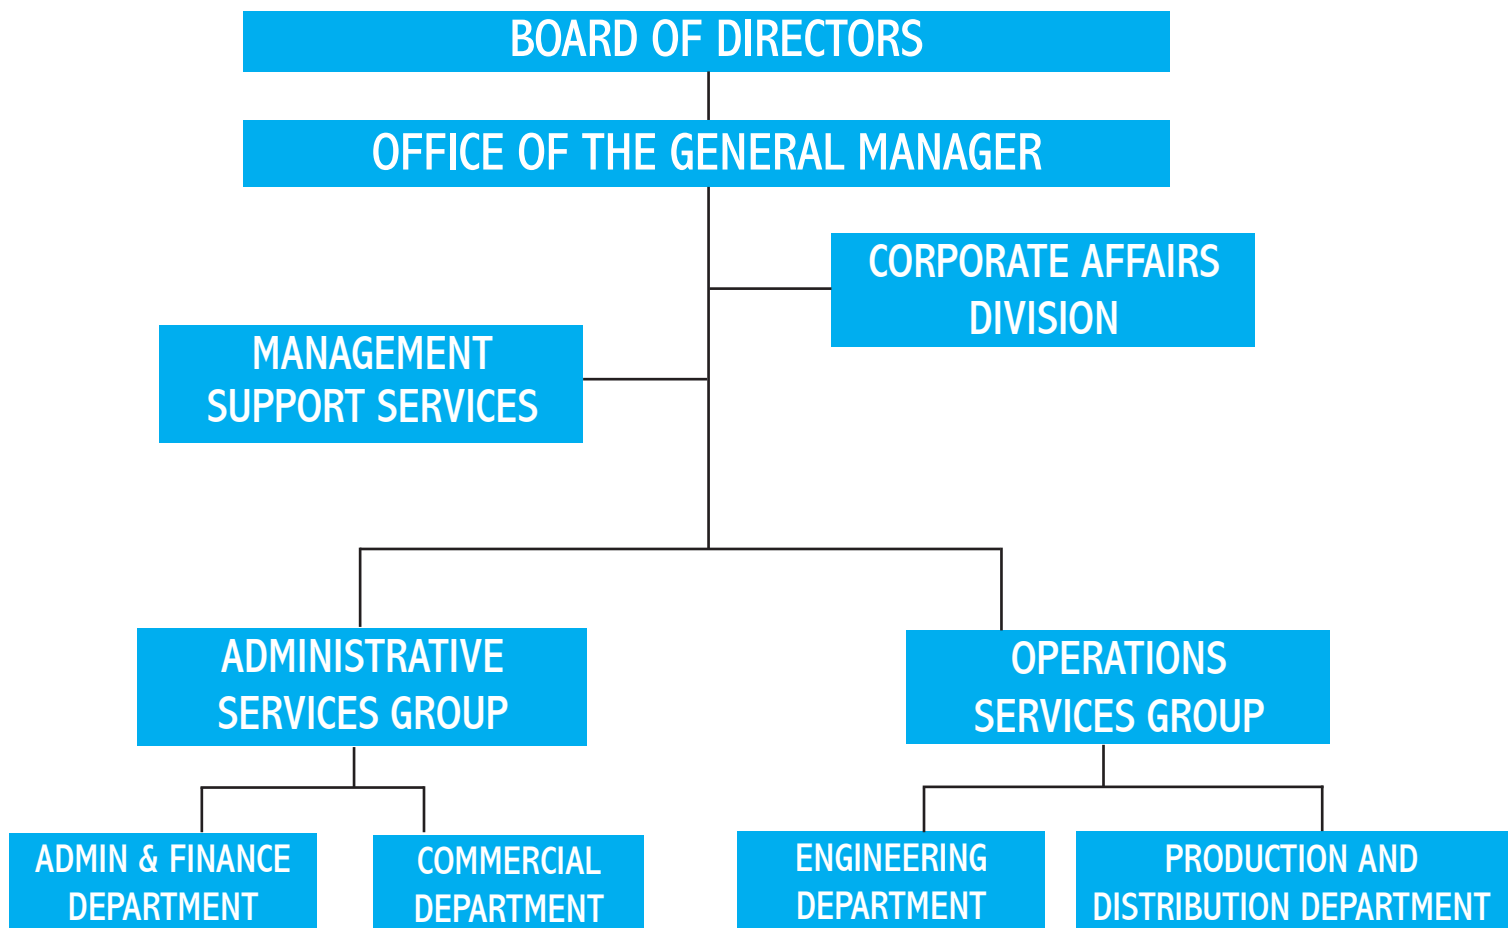 BOARD OF DIRECTORS
OFFICE OF THE GENERAL MANAGER
CORPORATE AFFAIRS
DIVISION
MANAGEMENT
SUPPORT SERVICES
ADMINISTRATIVE
SERVICES GROUP
OPERATIONS
SERVICES GROUP
ADMIN & FINANCE
DEPARTMENT
COMMERCIAL
DEPARTMENT
ENGINEERING
DEPARTMENT
PRODUCTION AND
DISTRIBUTION DEPARTMENT